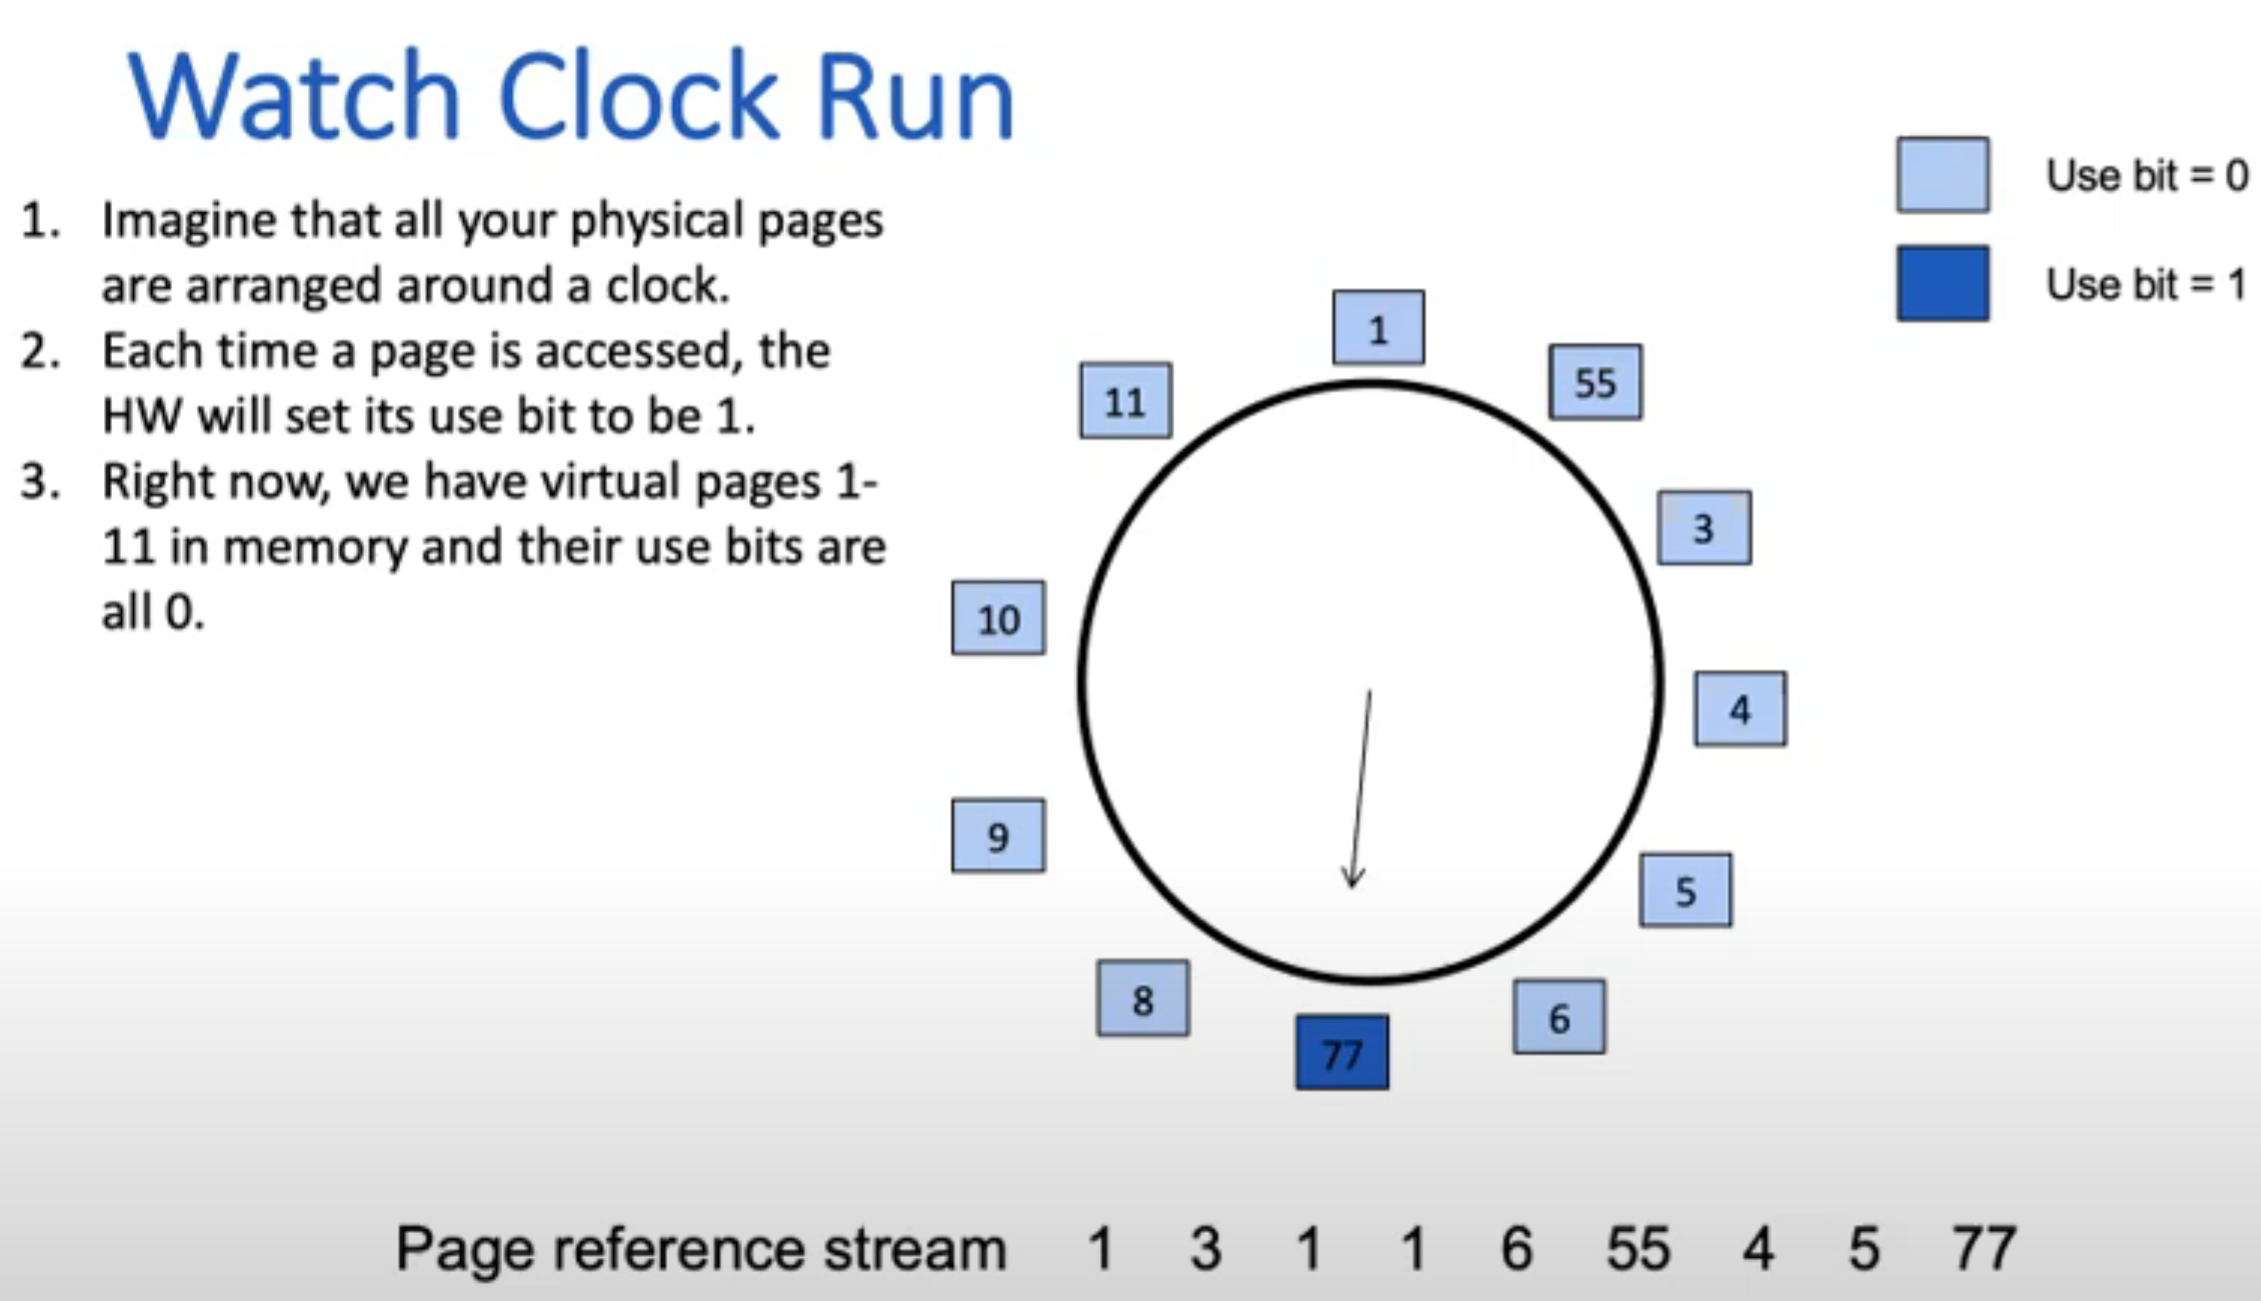 Watch Clock Run
1. Imagine that all your physical pages
are arranged around a clock.
2. Each time a page is accessed, the
HW will set its use bit to be 1.
3. Right now, we have virtual pages 1-
11 in memory and their use bits are
all 0.
Use bit = 0
Use bit = 1
1
55
3
4
5
6
77
8
9
10
11
Page reference stream 1 3 1 1 6 55 4 5 77